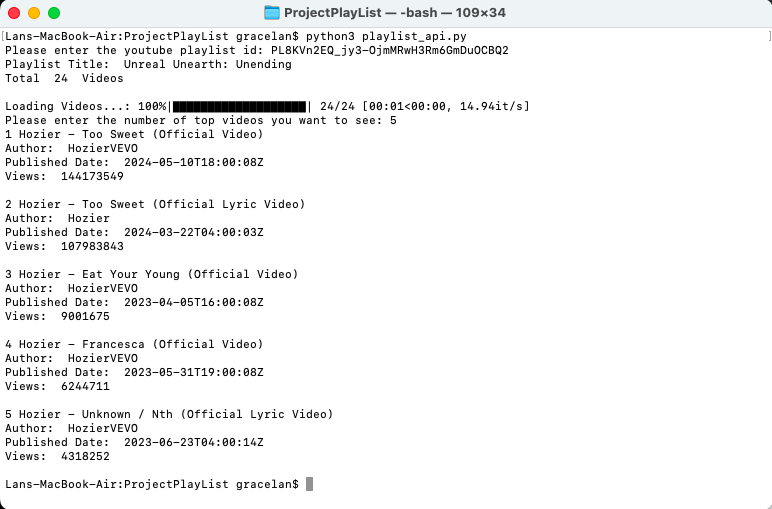 ProjectPlayList — -bash — 109×34
[Lans-MacBook-Air:ProjectPlayList gracelan$ python3 playlist_api.py ]
Please enter the youtube playlist id: PL8KVn2EQ_jy3-OjmMRwH3Rm6GmDuOCBQ2
Playlist Title:  Unreal Unearth: Unending
Total  24  Videos
Loading Videos...: 100%|███████████████████| 24/24 [00:01<00:00, 14.94it/s]
Please enter the number of top videos you want to see: 5
1 Hozier - Too Sweet (Official Video)
Author:  HozierVEVO
Published Date:  2024-05-10T18:00:08Z
Views:  144173549
2 Hozier - Too Sweet (Official Lyric Video)
Author:  Hozier
Published Date:  2024-03-22T04:00:03Z
Views:  107983843
3 Hozier - Eat Your Young (Official Video)
Author:  HozierVEVO
Published Date:  2023-04-05T16:00:08Z
Views:  9001675
4 Hozier - Francesca (Official Video)
Author:  HozierVEVO
Published Date:  2023-05-31T19:00:08Z
Views:  6244711
5 Hozier - Unknown / Nth (Official Lyric Video)
Author:  HozierVEVO
Published Date:  2023-06-23T04:00:14Z
Views:  4318252
Lans-MacBook-Air:ProjectPlayList gracelan$